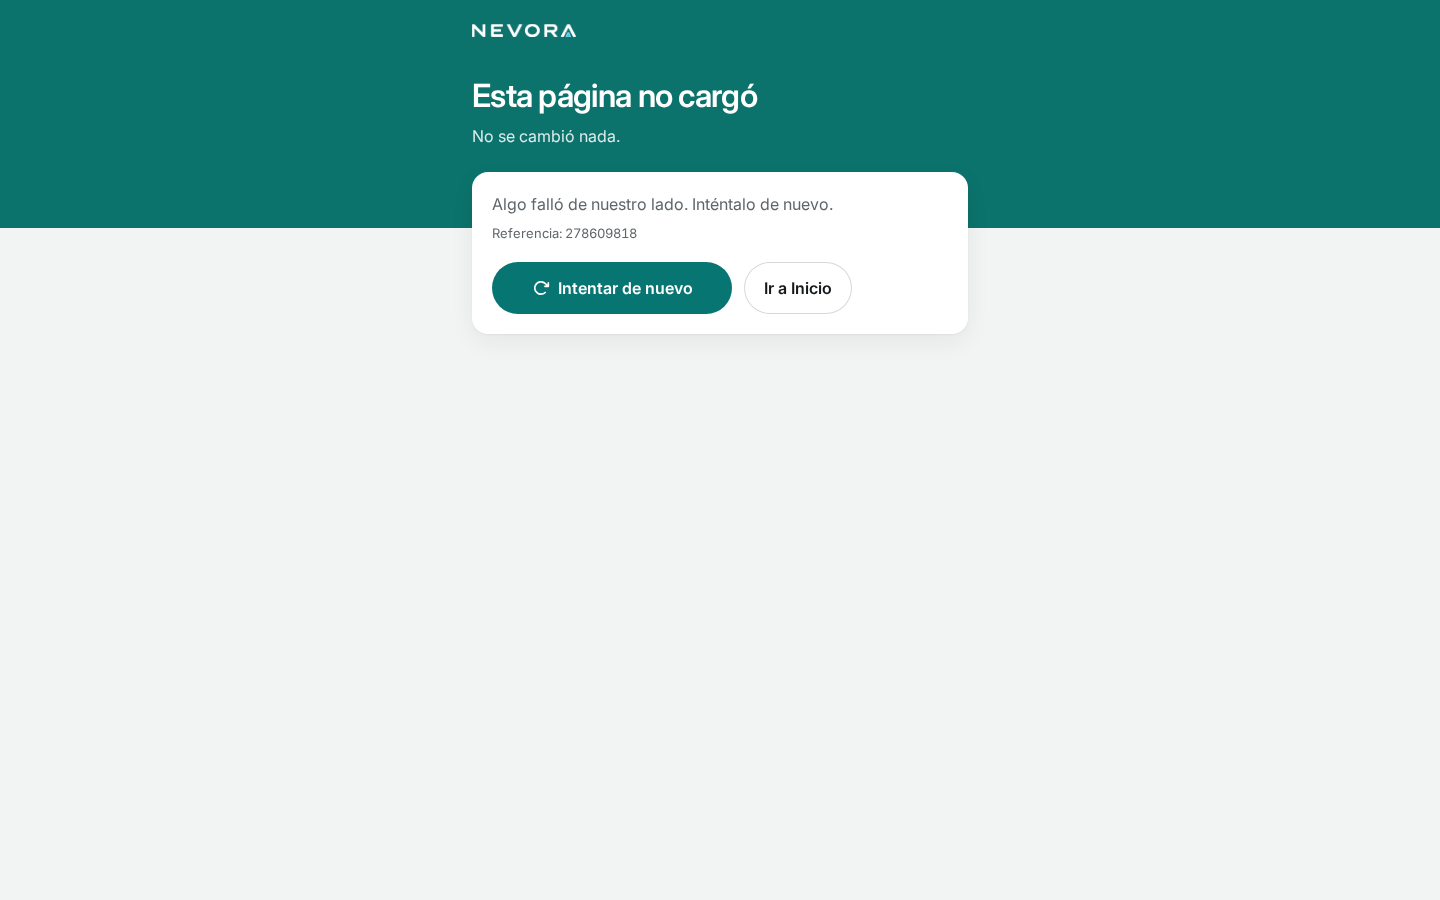 NEVORA
Esta página no cargó
No se cambió nada.
Algo falló de nuestro lado. Inténtalo de nuevo.
Referencia: 278609818
Intentar de nuevo
Ir a Inicio